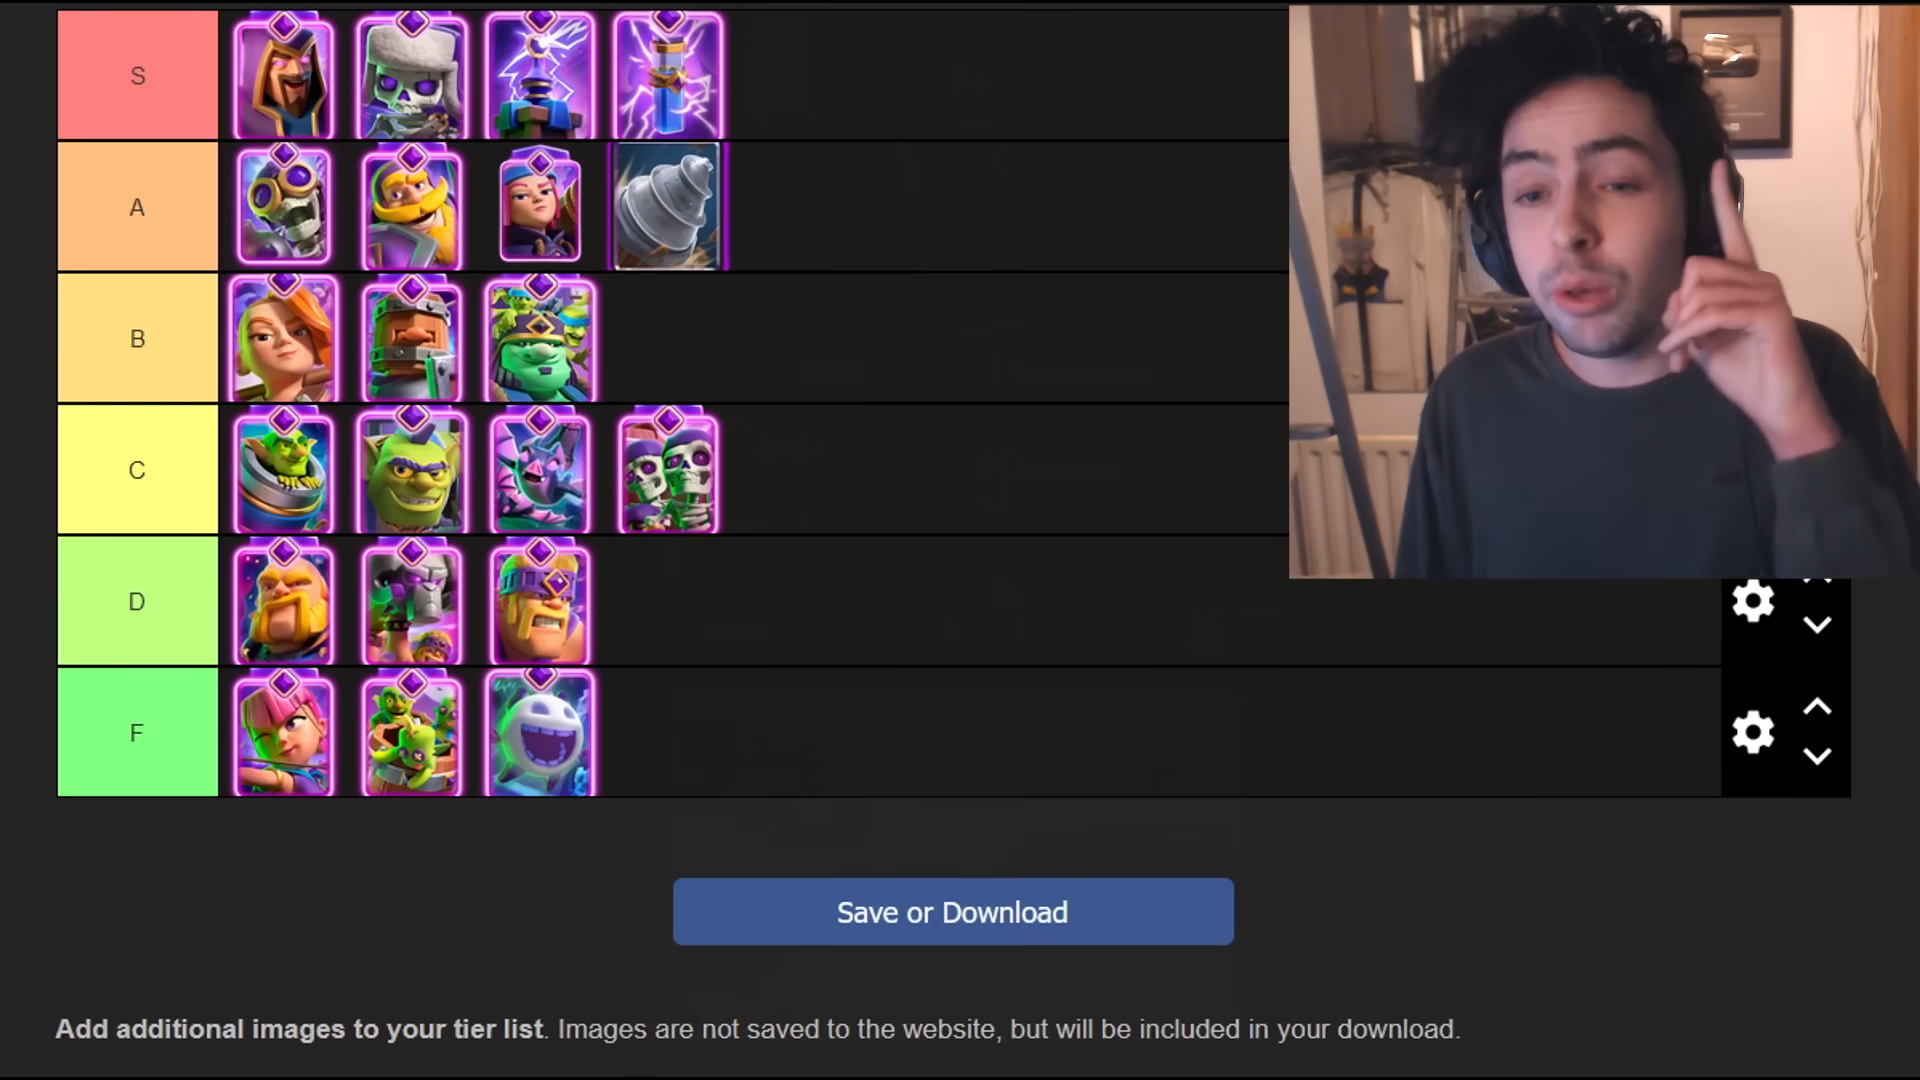 S
A
B
C
D
F
Save or Download
Add additional images to your tier list. Images are not saved to the website, but will be included in your download.